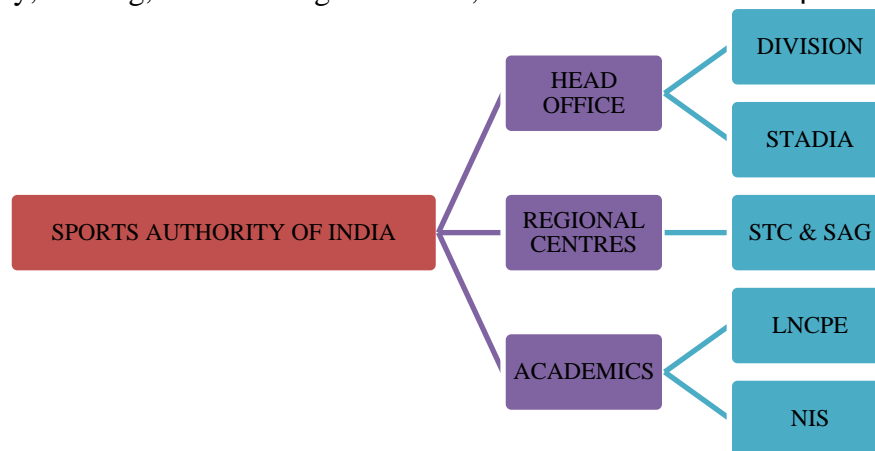 HEAD
OFFICE
DIVISION
STADIA
SPORTS AUTHORITY OF INDIA
REGIONAL
CENTRES
STC & SAG
ACADEMICS
LNCPE
NIS